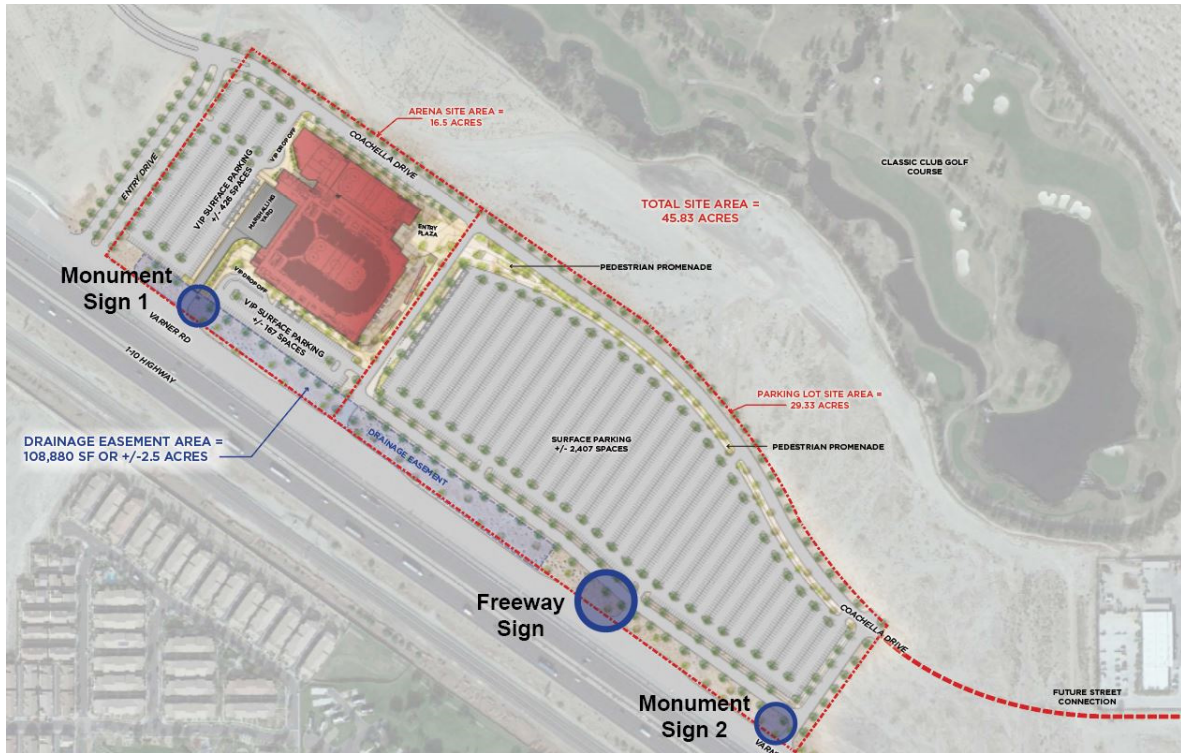 ARENA SITE AREA =
16.5 ACRES
COACHELLA DRIVE
CLASSIC CLUB GOLF
COURSE
ENTRY DRIVE
VIP DROP OFF
VIP SURFACE PARKING
+/- 426 SPACES
MARSHALLING
YARD
TOTAL SITE AREA =
45.83 ACRES
ENTRY
PLAZA
PEDESTRIAN PROMENADE
Monument
Sign 1
VIP DROP OFF
VIP SURFACE PARKING
+/- 167 SPACES
VARNER RD
I-10 HIGHWAY
PARKING LOT SITE AREA =
29.33 ACRES
DRAINAGE EASEMENT AREA =
108,880 SF OR +/-2.5 ACRES
DRAINAGE EASEMENT
SURFACE PARKING
+/- 2,407 SPACES
PEDESTRIAN PROMENADE
Freeway
Sign
COACHELLA DRIVE
Monument
Sign 2
FUTURE STREET
CONNECTION